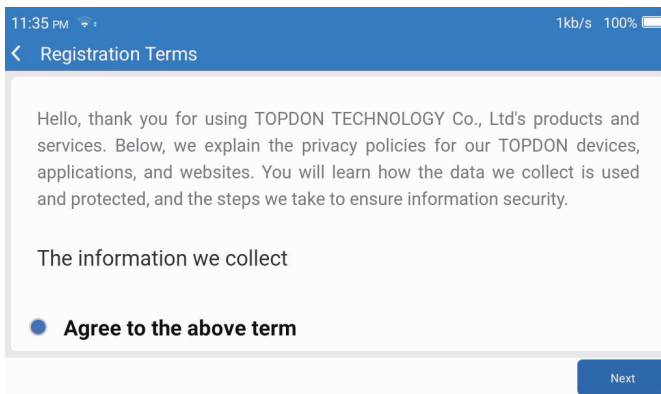 11:35 PM
1kb/s 100%
Registration Terms
Hello, thank you for using TOPDON TECHNOLOGY Co., Ltd's products and
services. Below, we explain the privacy policies for our TOPDON devices,
applications, and websites. You will learn how the data we collect is used
and protected, and the steps we take to ensure information security.
The information we collect
Agree to the above term
Next